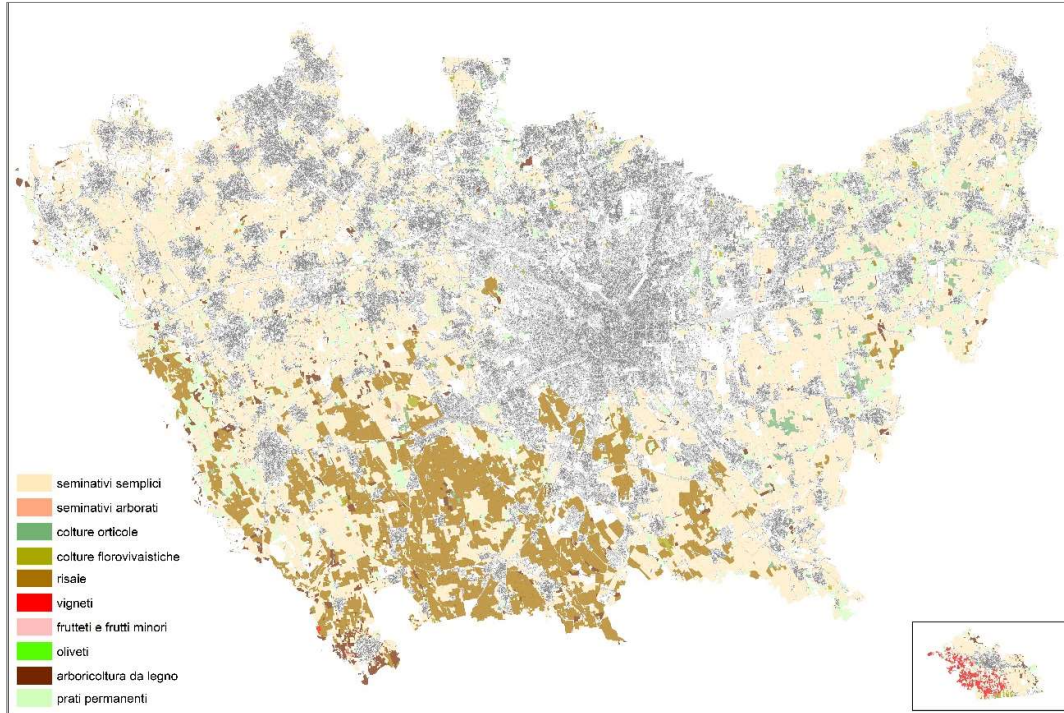 seminativi semplici
seminativi arborati
colture orticole
colture florovivaistiche
risaie
vigneti
frutteti e frutti minori
oliveti
arboricoltura da legno
prati permanenti